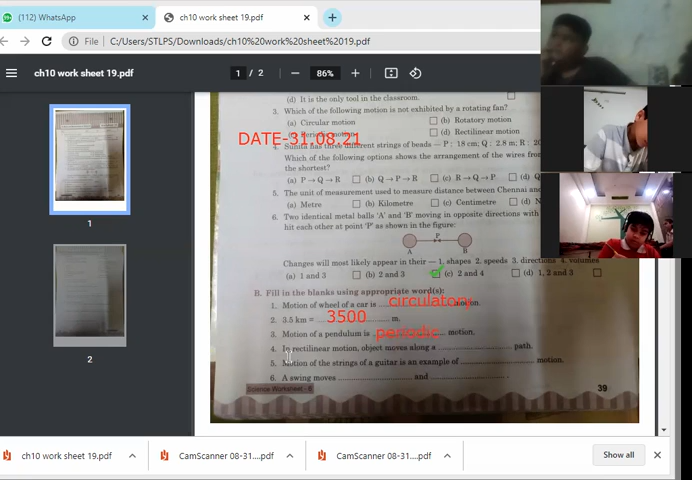 (112) WhatsApp
ch10 work sheet 19.pdf
File C:/Users/STLPS/Downloads/ch10%20work%20sheet%2019.pdf
ch10 work sheet 19.pdf
1 / 2
86%
(d) It is the only tool in the classroom.
3. Which of the following motion is not exhibited by a rotating fan?
(a) Circular motion (b) Rotatory motion
(c) Periodic motion (d) Rectilinear motion
DATE-31.08.21
4. Sunita has three different strings of beads — P : 18 cm; Q : 2.8 m; R : 20
Which of the following options shows the arrangement of the wires from
the shortest?
(a) P → Q → R (b) Q → P → R (c) R → Q → P (d) Q
5. The unit of measurement used to measure distance between Chennai and
(a) Metre (b) Kilometre (c) Centimetre (d) N
6. Two identical metal balls 'A' and 'B' moving in opposite directions with
hit each other at point 'P' as shown in the figure:
P
A B
Changes will most likely appear in their — 1. shapes 2. speeds 3. directions 4. volumes
(a) 1 and 3 (b) 2 and 3 (c) 2 and 4 (d) 1, 2 and 3
B. Fill in the blanks using appropriate word(s):
1. Motion of wheel of a car is circulatory motion.
2. 3.5 km = 3500 m.
3. Motion of a pendulum is periodic motion.
4. In rectilinear motion, object moves along a path.
5. Motion of the strings of a guitar is an example of motion.
6. A swing moves and .
Science Worksheet - 6
39
1
2
ch10 work sheet 19.pdf
CamScanner 08-31....pdf
CamScanner 08-31....pdf
Show all